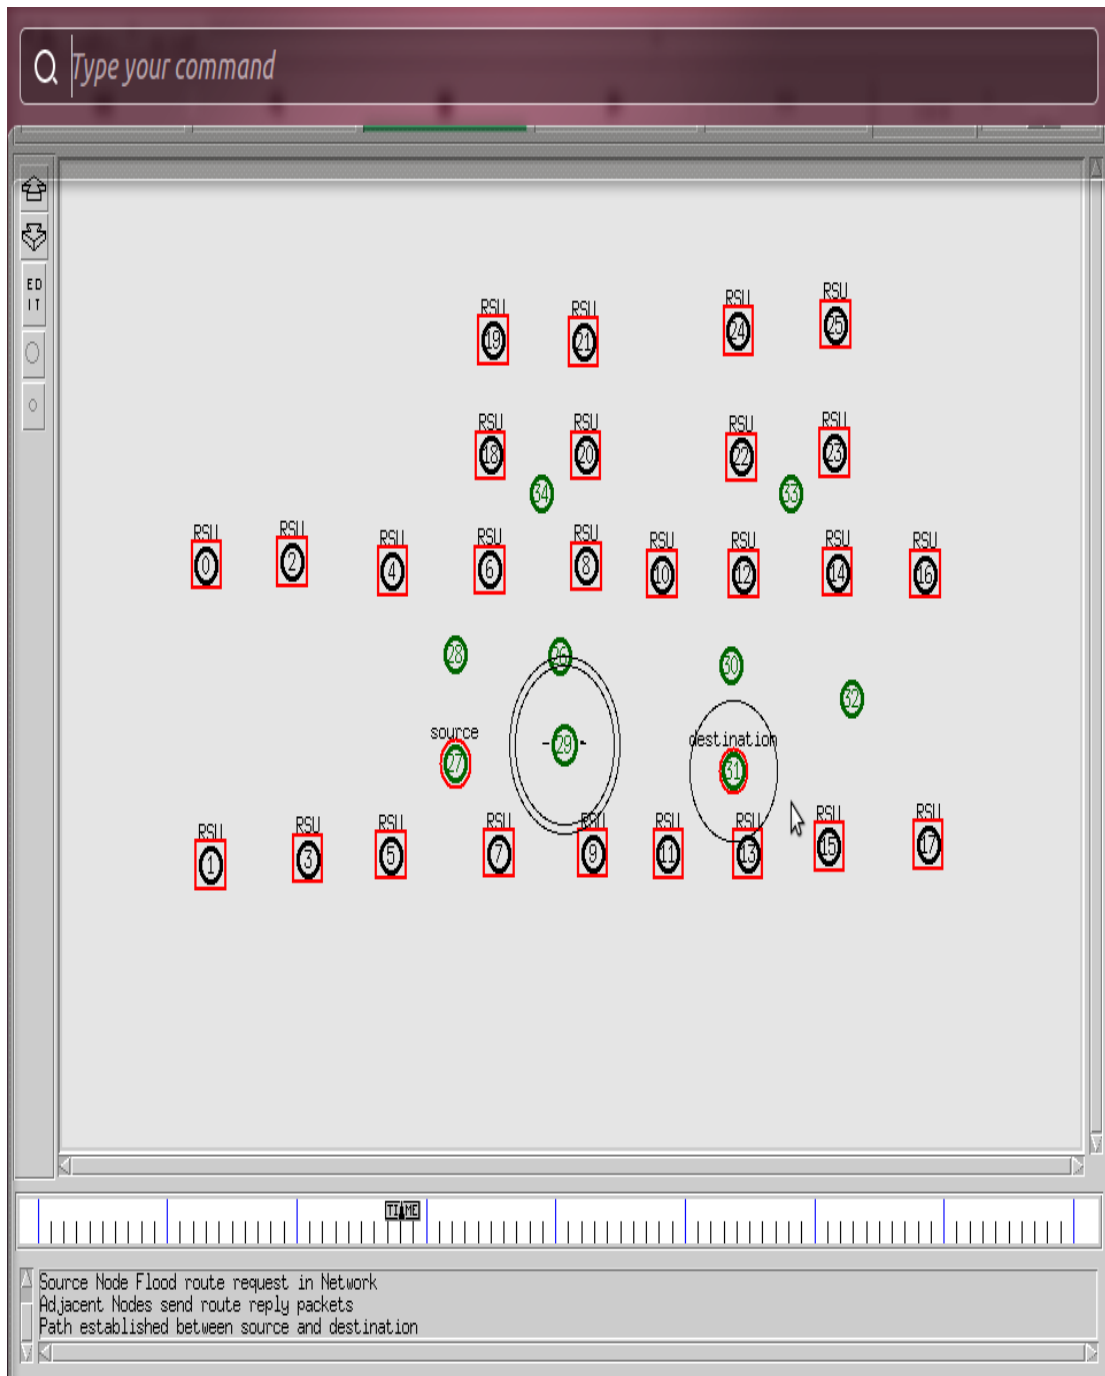 Type your command
ED
IT
RSU RSU RSU RSU
19 21 24 25
RSU RSU RSU RSU
18 20 22 23
34 33
RSU RSU RSU RSU RSU RSU RSU RSU RSU
0 2 4 6 8 10 12 14 16
28 26 30
32
source destination
27 29 31
RSU RSU RSU RSU RSU RSU RSU RSU RSU
1 3 5 7 9 11 13 15 17
TIME
Source Node Flood route request in Network
Adjacent Nodes send route reply packets
Path established between source and destination